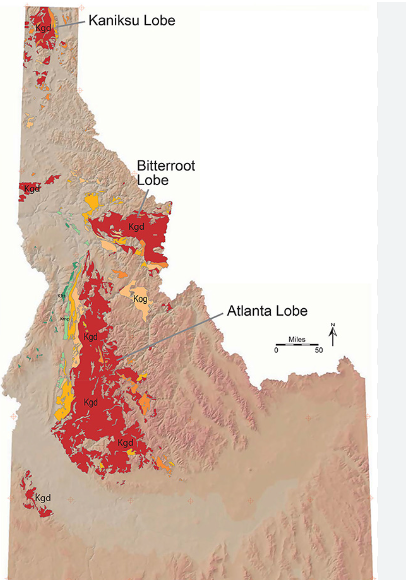 Kaniksu Lobe
Kgd
Bitterroot
Lobe
Kgd
Kgd
Kog
Atlanta Lobe
Miles
N
0 50
Kgd
Kgd
Kgd
Kgd